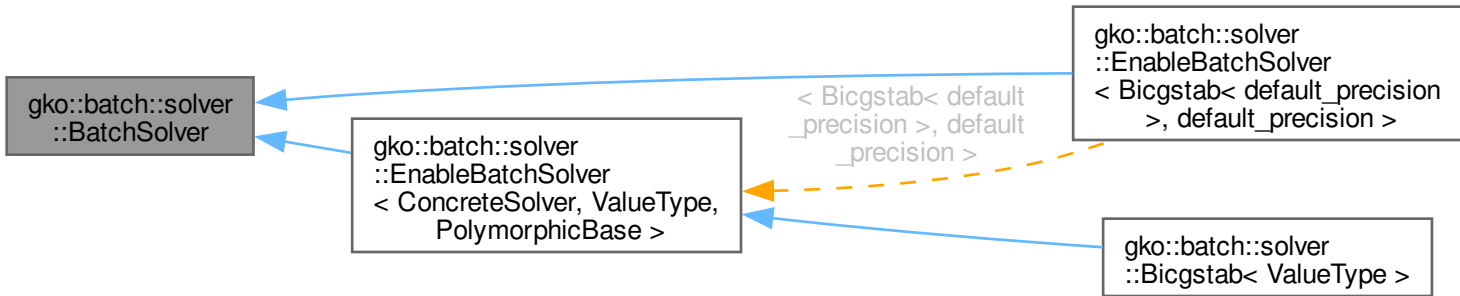 gko::batch::solver
::BatchSolver
gko::batch::solver
::EnableBatchSolver
< ConcreteSolver, ValueType,
PolymorphicBase >
< Bicgstab< default
_precision >, default
_precision >
gko::batch::solver
::EnableBatchSolver
< Bicgstab< default_precision
>, default_precision >
gko::batch::solver
::Bicgstab< ValueType >